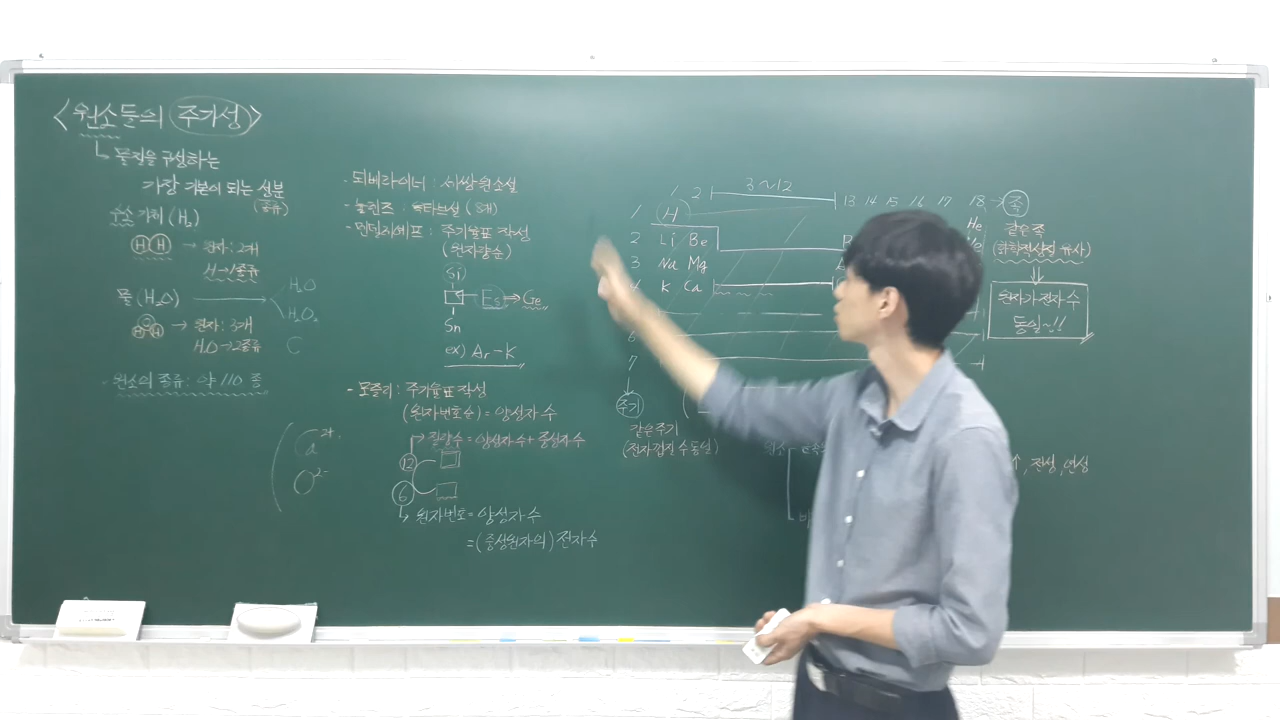 <원소들의 주기성>
물질을 구성하는
가장 기본이 되는 성분
(종류)
수소 기체 (H₂)
H H → 원자: 2개
H → 1종류
물 (H₂O)
H₂O
H₂O₂
H O H → 원자: 3개
H,O → 2종류
C
· 원소의 종류: 약 110 종
Ca²⁺
O²⁻
- 되베라이너 : 세쌍원소설
- 뉼런즈 : 옥타브설 (8개)
- 멘델레예프 : 주기율표 작성
(원자량순)
Si
Es ⇒ Ge
Sn
ex) Ar - K
- 모즐리 : 주기율표 작성
(원자번호순) = 양성자 수
질량수 = 양성자수 + 중성자수
12
6
원자번호 = 양성자 수
= (중성원자의) 전자수
1 2 3~12 13 14 15 16 17 18 → 족
1 H He
2 Li Be
3 Na Mg
4 K Ca
6
7
주기
같은주기
(전자껍질 수 동일)
같은족
(화학적성질 유사)
원자가 전자 수
동일~!!
원소
, 전성, 연성